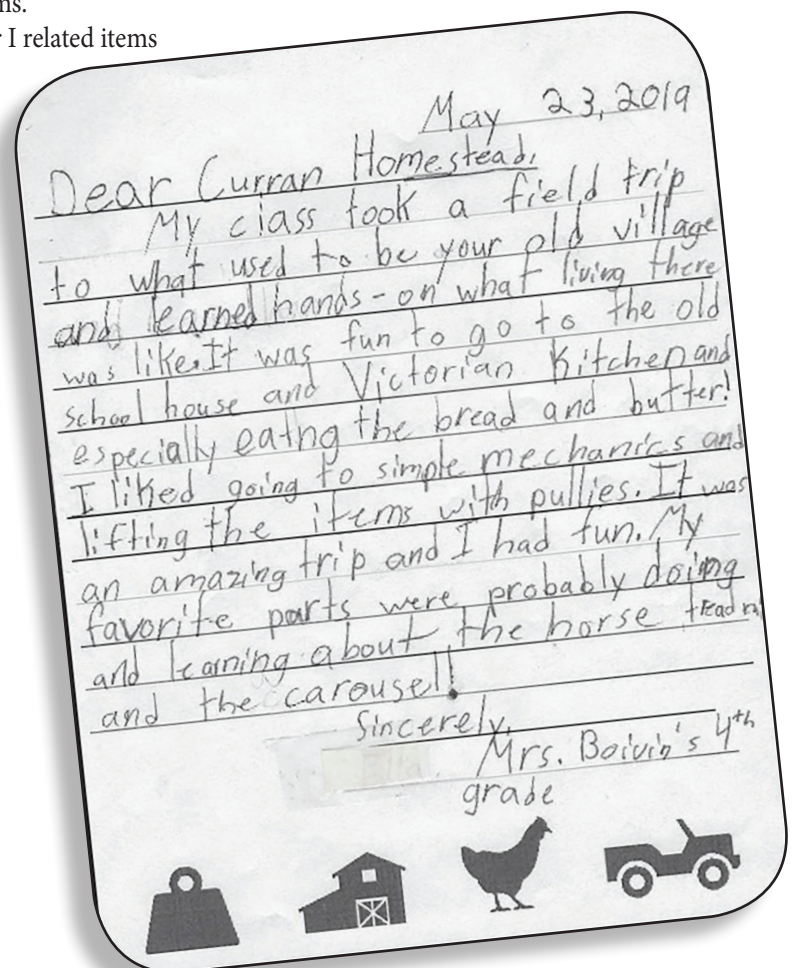 ns.
I related items
May 23, 2019
Dear Curran Homestead,
My class took a field trip
to what used to be your old village
and learned hands-on what living there
was like. It was fun to go to the old
school house and Victorian Kitchen and
especially eatng the bread and butter!
I liked going to simple mechanics and
lifting the items with pullies. It was
an amazing trip and I had fun. My
favorite parts were probably doing
and learning about the horse
and the carousel!
Sincerely,
Mrs. Boivin's 4th
grade